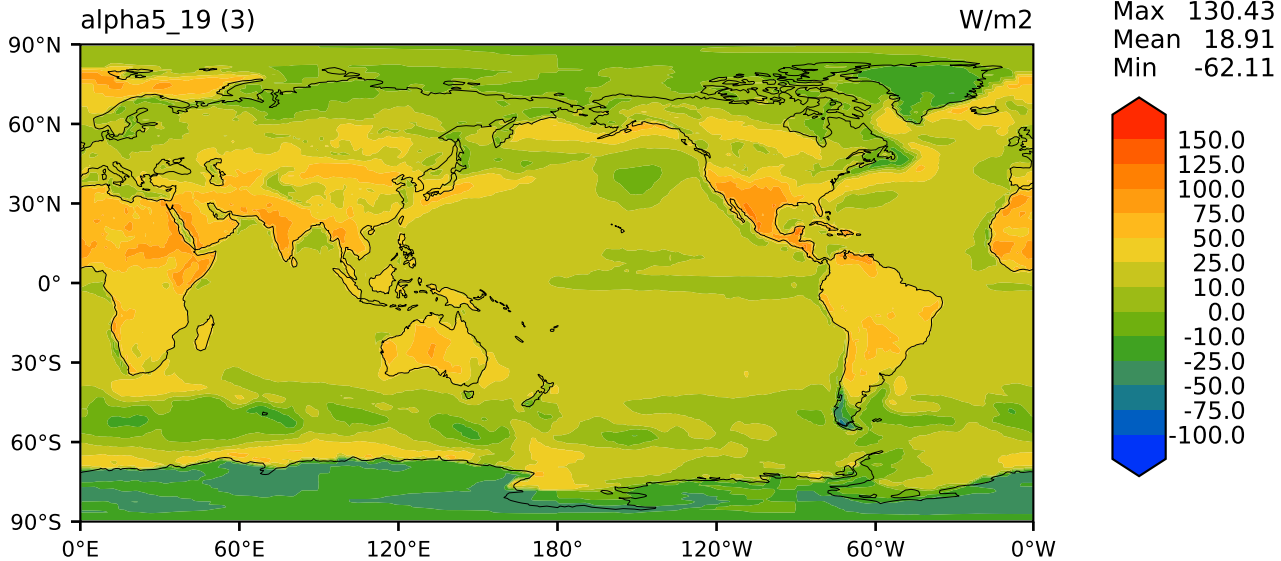 alpha5_19 (3)
W/m2
Max 130.43
Mean 18.91
Min -62.11
90°N
60°N
30°N
0°
30°S
60°S
90°S
0°E
60°E
120°E
180°
120°W
60°W
0°W
150.0
125.0
100.0
75.0
50.0
25.0
10.0
0.0
-10.0
-25.0
-50.0
-75.0
-100.0